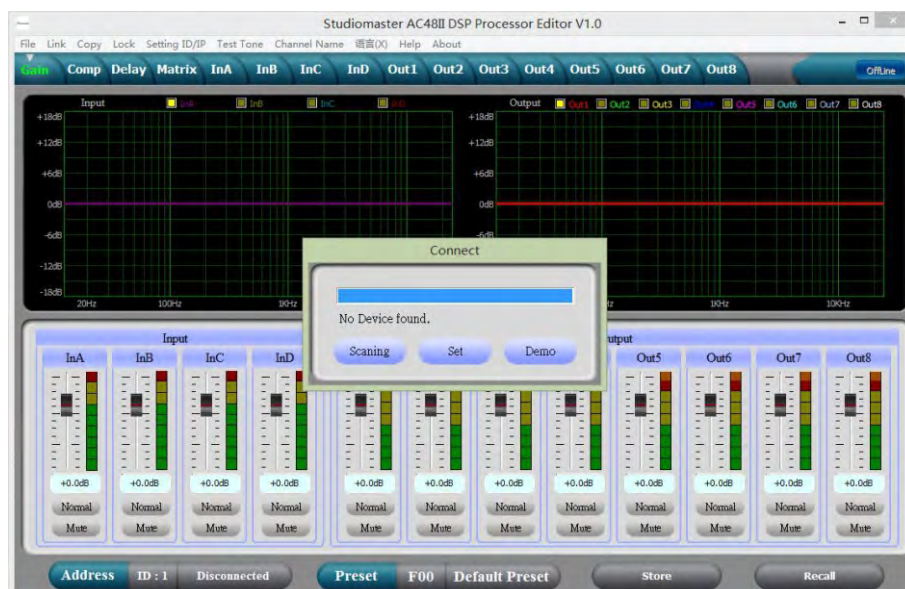 Studiomaster AC48II DSP Processor Editor V1.0
File Link Copy Lock Setting ID/IP Test Tone Channel Name 语言(X) Help About
Gain Comp Delay Matrix InA InB InC InD Out1 Out2 Out3 Out4 Out5 Out6 Out7 Out8 OffLine
Input InA InB InC InD Output Out1 Out2 Out3 Out4 Out5 Out6 Out7 Out8
+18dB +18dB
+12dB +12dB
+6dB +6dB
0dB 0dB
-6dB -6dB
-12dB
-18dB
20Hz 100Hz 1KHz 1KHz 10KHz
Connect
No Device found.
Scaning Set Demo
Input
InA InB InC InD Out5 Out6 Out7 Out8
+0.0dB +0.0dB +0.0dB +0.0dB +0.0dB +0.0dB +0.0dB +0.0dB +0.0dB +0.0dB +0.0dB +0.0dB
Normal Normal Normal Normal Normal Normal Normal Normal Normal Normal Normal Normal
Mute Mute Mute Mute Mute Mute Mute Mute Mute Mute Mute Mute
Address ID : 1 Disconnected Preset F00 Default Preset Store Recall